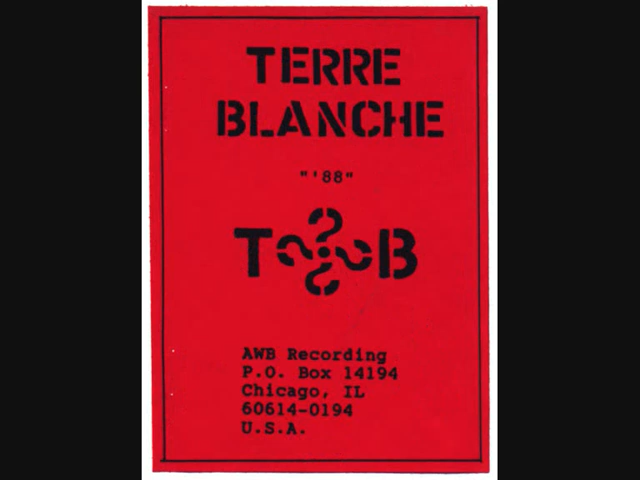 TERRE
BLANCHE
"'88"
T????B
AWB Recording
P.O. Box 14194
Chicago, IL
60614-0194
U.S.A.